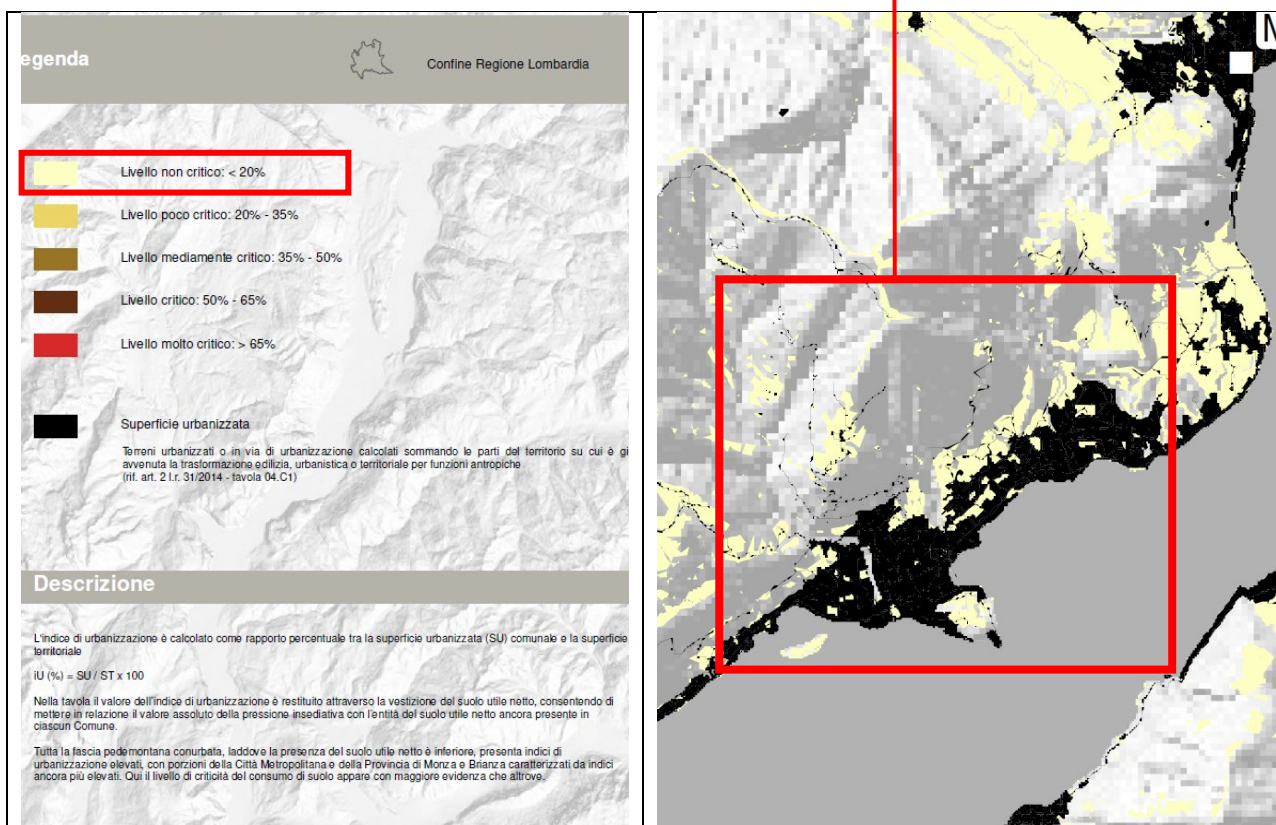 egenda
Confine Regione Lombardia
Livello non critico: < 20%
Livello poco critico: 20% - 35%
Livello mediamente critico: 35% - 50%
Livello critico: 50% - 65%
Livello molto critico: > 65%
Superficie urbanizzata
Terreni urbanizzati o in via di urbanizzazione calcolati sommando le parti del territorio su cui è gi
avvenuta la trasformazione edilizia, urbanistica o territoriale per funzioni antropiche
(rif. art. 2 l.r. 31/2014 - tavola 04.C1)
Descrizione
L'indice di urbanizzazione è calcolato come rapporto percentuale tra la superficie urbanizzata (SU) comunale e la superficie
territoriale
iU (%) = SU / ST x 100
Nella tavola il valore dell'indice di urbanizzazione è restituito attraverso la vestizione del suolo utile netto, consentendo di
mettere in relazione il valore assoluto della pressione insediativa con l'entità del suolo utile netto ancora presente in
ciascun Comune.
Tutta la fascia pedemontana conurbata, laddove la presenza del suolo utile netto è inferiore, presenta indici di
urbanizzazione elevati, con porzioni della Città Metropolitana e della Provincia di Monza e Brianza caratterizzati da indici
ancora più elevati. Qui il livello di criticità del consumo di suolo appare con maggiore evidenza che altrove.
N